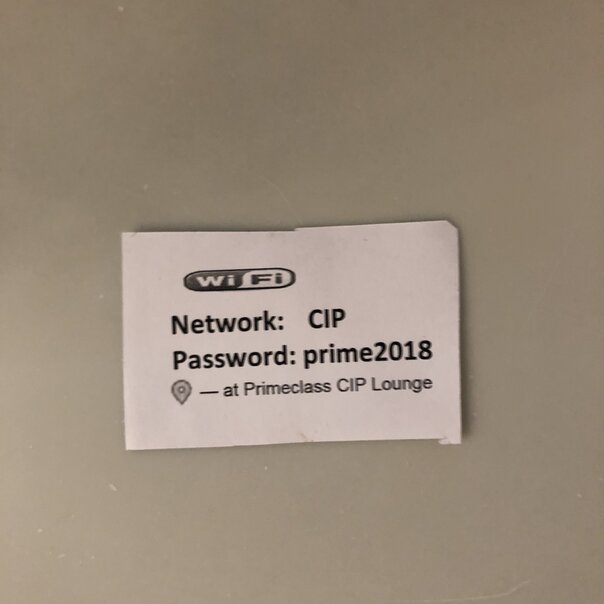 WiFi
Network: CIP
Password: prime2018
— at Primeclass CIP Lounge